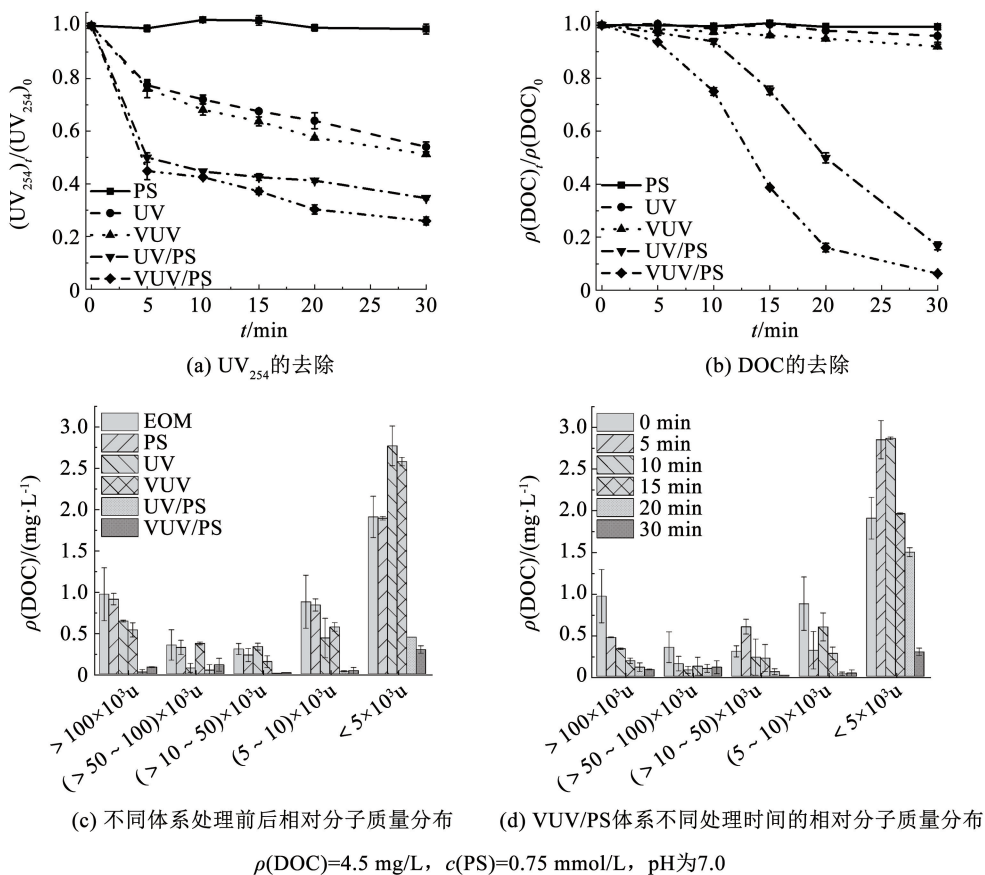 1.0
0.8
0.6
0.4
0.2
0
(UV254)t/(UV254)0
PS
UV
VUV
UV/PS
VUV/PS
0 5 10 15 20 30
t/min
(a) UV254的去除
1.0
0.8
0.6
0.4
0.2
0
ρ(DOC)t/ρ(DOC)0
PS
UV
VUV
UV/PS
VUV/PS
0 5 10 15 20 30
t/min
(b) DOC的去除
3.0
2.5
2.0
1.5
1.0
0.5
0
ρ(DOC)/(mg·L-1)
EOM
PS
UV
VUV
UV/PS
VUV/PS
> 100×10³u
(> 50 ~ 100)×10³u
(> 10 ~ 50)×10³u
(5 ~ 10)×10³u
< 5×10³u
(c) 不同体系处理前后相对分子质量分布
3.0
2.5
2.0
1.5
1.0
0.5
0
ρ(DOC)/(mg·L-1)
0 min
5 min
10 min
15 min
20 min
30 min
> 100×10³u
(> 50 ~ 100)×10³u
(> 10 ~ 50)×10³u
(5 ~ 10)×10³u
< 5×10³u
(d) VUV/PS体系不同处理时间的相对分子质量分布
ρ(DOC)=4.5 mg/L，c(PS)=0.75 mmol/L，pH为7.0